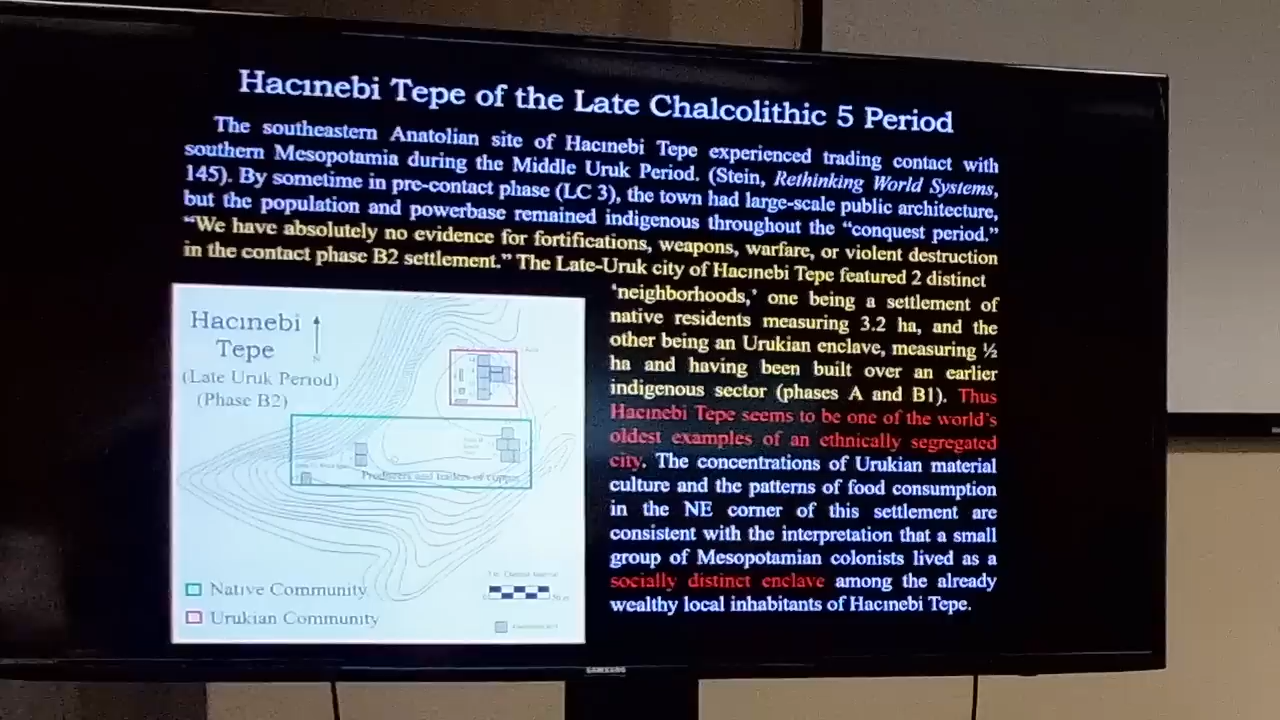 Hacınebi Tepe of the Late Chalcolithic 5 Period
The southeastern Anatolian site of Hacınebi Tepe experienced trading contact with
southern Mesopotamia during the Middle Uruk Period. (Stein, Rethinking World Systems,
145). By sometime in pre-contact phase (LC 3), the town had large-scale public architecture,
but the population and powerbase remained indigenous throughout the “conquest period.”
“We have absolutely no evidence for fortifications, weapons, warfare, or violent destruction
in the contact phase B2 settlement.” The Late-Uruk city of Hacınebi Tepe featured 2 distinct
‘neighborhoods,’ one being a settlement of
native residents measuring 3.2 ha, and the
other being an Urukian enclave, measuring ½
ha and having been built over an earlier
indigenous sector (phases A and B1). Thus
Hacınebi Tepe seems to be one of the world’s
oldest examples of an ethnically segregated
city. The concentrations of Urukian material
culture and the patterns of food consumption
in the NE corner of this settlement are
consistent with the interpretation that a small
group of Mesopotamian colonists lived as a
socially distinct enclave among the already
wealthy local inhabitants of Hacınebi Tepe.
Hacınebi
Tepe
N
(Late Uruk Period)
(Phase B2)
Producers and traders of copper
Native Community
Urukian Community
SAMSUNG